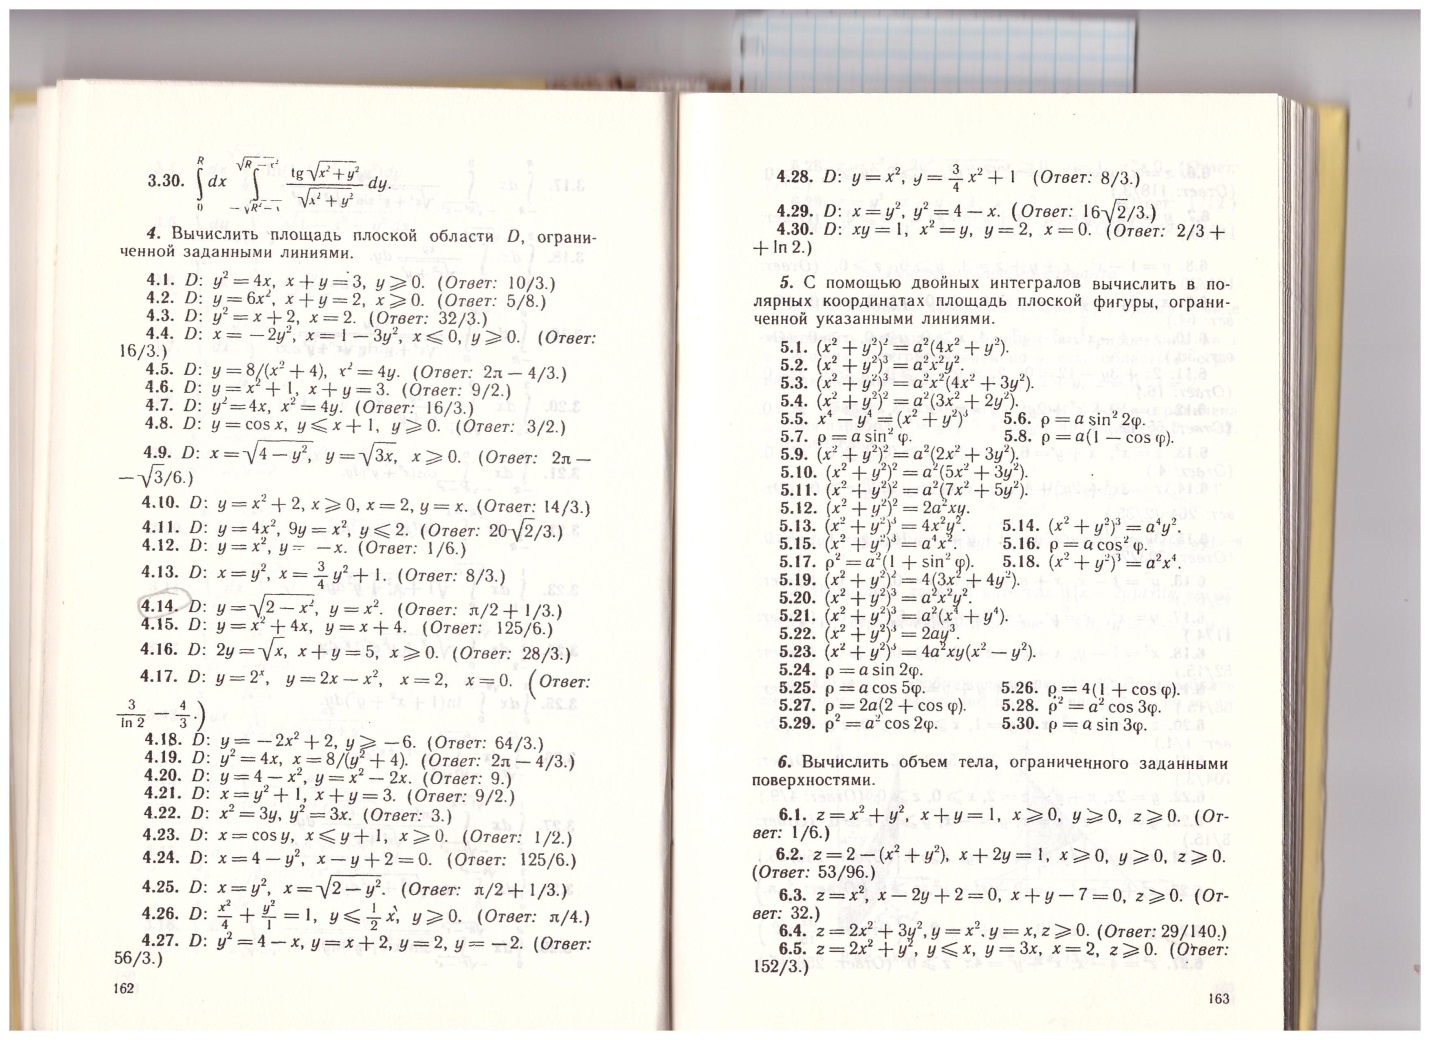 3.30. ∫₀ᴿ dx ∫_{−√R²−x²}^{√R²−x²} tg √x²+y² / √x²+y² dy.
4. Вычислить площадь плоской области D, ограни-
ченной заданными линиями.
4.1. D: y² = 4x, x + y = 3, y ⩾ 0. (Ответ: 10/3.)
4.2. D: y = 6x², x + y = 2, x ⩾ 0. (Ответ: 5/8.)
4.3. D: y² = x + 2, x = 2. (Ответ: 32/3.)
4.4. D: x = −2y², x = 1 − 3y², x ⩽ 0, y ⩾ 0. (Ответ:
16/3.)
4.5. D: y = 8/(x² + 4), x² = 4y. (Ответ: 2π − 4/3.)
4.6. D: y = x² + 1, x + y = 3. (Ответ: 9/2.)
4.7. D: y² = 4x, x² = 4y. (Ответ: 16/3.)
4.8. D: y = cos x, y ⩽ x + 1, y ⩾ 0. (Ответ: 3/2.)
4.9. D: x = √4 − y², y = √3x, x ⩾ 0. (Ответ: 2π −
− √3/6.)
4.10. D: y = x² + 2, x ⩾ 0, x = 2, y = x. (Ответ: 14/3.)
4.11. D: y = 4x², 9y = x², y ⩽ 2. (Ответ: 20√2/3.)
4.12. D: y = x², y = −x. (Ответ: 1/6.)
4.13. D: x = y², x = 3/4 y² + 1. (Ответ: 8/3.)
4.14. D: y = √2 − x², y = x². (Ответ: π/2 + 1/3.)
4.15. D: y = x² + 4x, y = x + 4. (Ответ: 125/6.)
4.16. D: 2y = √x, x + y = 5, x ⩾ 0. (Ответ: 28/3.)
4.17. D: y = 2ˣ, y = 2x − x², x = 2, x = 0. (Ответ:
3/ln 2 − 4/3.)
4.18. D: y = −2x² + 2, y ⩾ −6. (Ответ: 64/3.)
4.19. D: y² = 4x, x = 8/(y² + 4). (Ответ: 2π − 4/3.)
4.20. D: y = 4 − x², y = x² − 2x. (Ответ: 9.)
4.21. D: x = y² + 1, x + y = 3. (Ответ: 9/2.)
4.22. D: x² = 3y, y² = 3x. (Ответ: 3.)
4.23. D: x = cos y, x ⩽ y + 1, x ⩾ 0. (Ответ: 1/2.)
4.24. D: x = 4 − y², x − y + 2 = 0. (Ответ: 125/6.)
4.25. D: x = y², x = √2 − y². (Ответ: π/2 + 1/3.)
4.26. D: x²/4 + y²/1 = 1, y ⩽ 1/2 x, y ⩾ 0. (Ответ: π/4.)
4.27. D: y² = 4 − x, y = x + 2, y = 2, y = −2. (Ответ:
56/3.)
162
4.28. D: y = x², y = 3/4 x² + 1 (Ответ: 8/3.)
4.29. D: x = y², y² = 4 − x. (Ответ: 16√2/3.)
4.30. D: xy = 1, x² = y, y = 2, x = 0. (Ответ: 2/3 +
+ ln 2.)
5. С помощью двойных интегралов вычислить в по-
лярных координатах площадь плоской фигуры, ограни-
ченной указанными линиями.
5.1. (x² + y²)² = a²(4x² + y²).
5.2. (x² + y²)³ = a²x²y².
5.3. (x² + y²)³ = a²x²(4x² + 3y²).
5.4. (x² + y²)² = a²(3x² + 2y²).
5.5. x⁴ − y⁴ = (x² + y²)³ 5.6. ρ = a sin² 2φ.
5.7. ρ = a sin² φ. 5.8. ρ = a(1 − cos φ).
5.9. (x² + y²)² = a²(2x² + 3y²).
5.10. (x² + y²)² = a²(5x² + 3y²).
5.11. (x² + y²)² = a²(7x² + 5y²).
5.12. (x² + y²)² = 2a²xy.
5.13. (x² + y²)³ = 4x²y². 5.14. (x² + y²)³ = a⁴y².
5.15. (x² + y²)³ = a⁴x². 5.16. ρ = a cos² φ.
5.17. ρ² = a²(1 + sin² φ). 5.18. (x² + y²)³ = a²x⁴.
5.19. (x² + y²)² = 4(3x² + 4y²).
5.20. (x² + y²)³ = a²x²y².
5.21. (x² + y²)³ = a²(x⁴ + y⁴).
5.22. (x² + y²)³ = 2ay³.
5.23. (x² + y²)³ = 4a²xy(x² − y²).
5.24. ρ = a sin 2φ.
5.25. ρ = a cos 5φ. 5.26. ρ = 4(1 + cos φ).
5.27. ρ = 2a(2 + cos φ). 5.28. ρ² = a² cos 3φ.
5.29. ρ² = a² cos 2φ. 5.30. ρ = a sin 3φ.
6. Вычислить объем тела, ограниченного заданными
поверхностями.
6.1. z = x² + y², x + y = 1, x ⩾ 0, y ⩾ 0, z ⩾ 0. (От-
вет: 1/6.)
6.2. z = 2 − (x² + y²), x + 2y = 1, x ⩾ 0, y ⩾ 0, z ⩾ 0.
(Ответ: 53/96.)
6.3. z = x², x − 2y + 2 = 0, x + y − 7 = 0, z ⩾ 0. (От-
вет: 32.)
6.4. z = 2x² + 3y², y = x², y = x, z ⩾ 0. (Ответ: 29/140.)
6.5. z = 2x² + y², y ⩽ x, y = 3x, x = 2, z ⩾ 0. (Ответ:
152/3.)
163